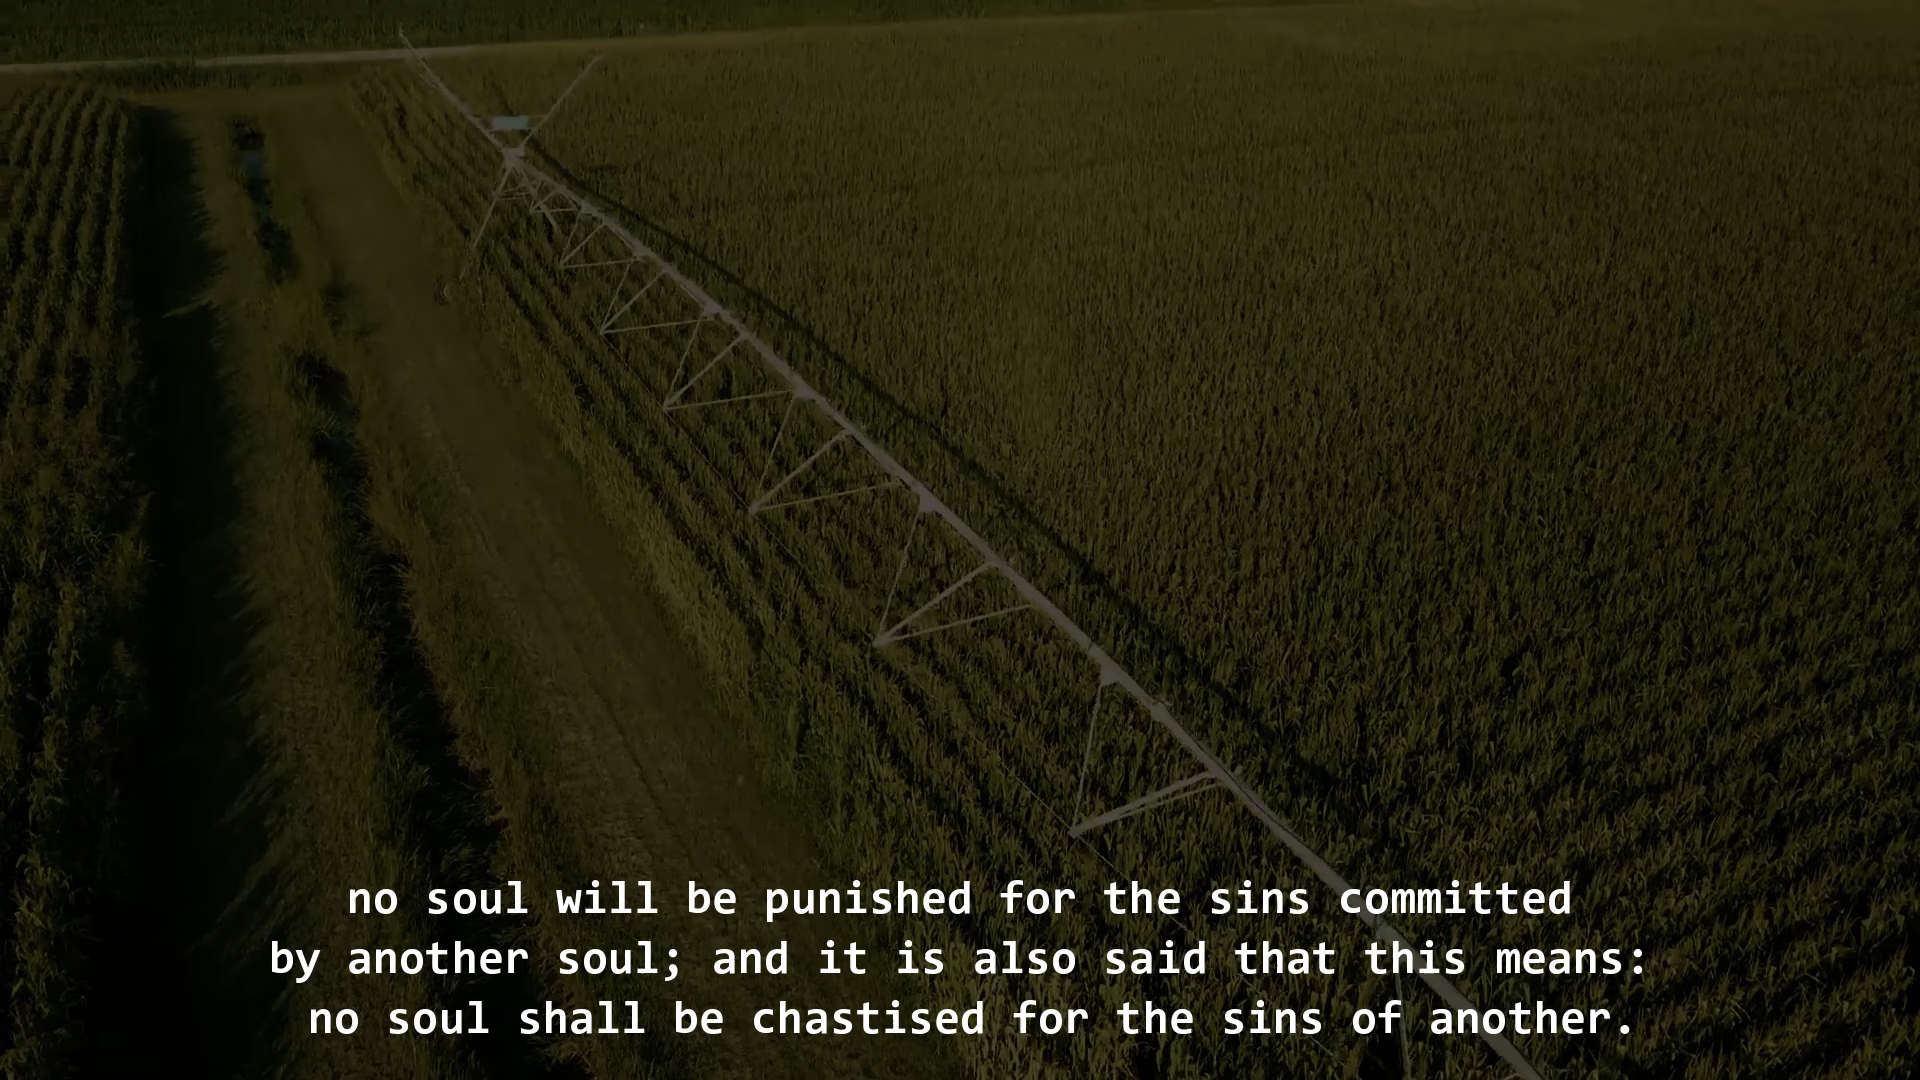 no soul will be punished for the sins committed
by another soul; and it is also said that this means:
no soul shall be chastised for the sins of another.